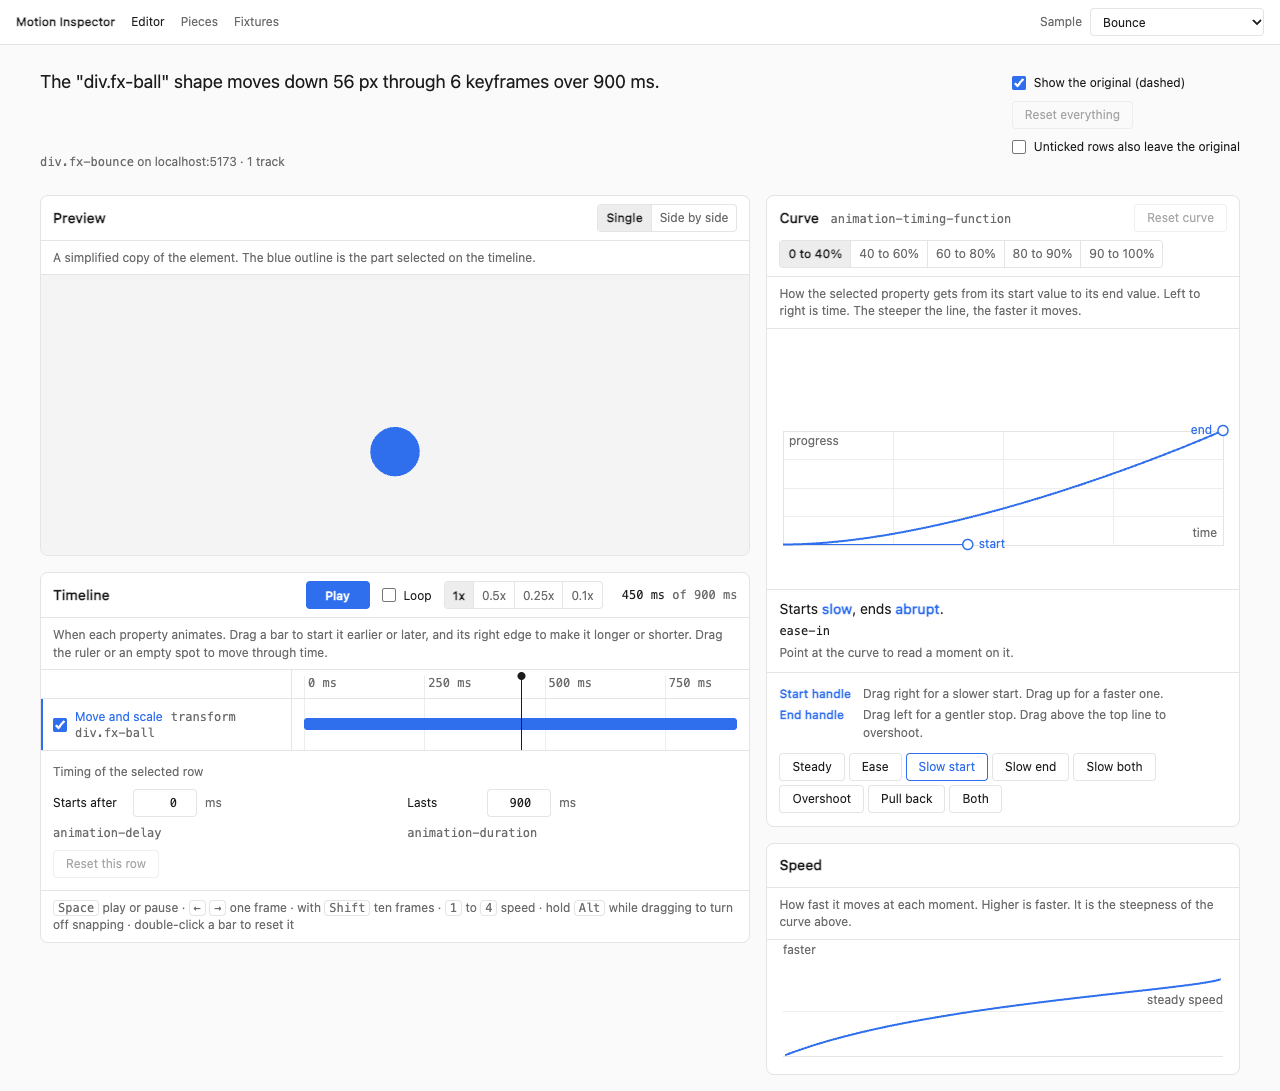 Motion Inspector Editor Pieces Fixtures Sample Bounce
The "div.fx-ball" shape moves down 56 px through 6 keyframes over 900 ms.
Show the original (dashed)
Reset everything
Unticked rows also leave the original
div.fx-bounce on localhost:5173 · 1 track
Preview Single Side by side
A simplified copy of the element. The blue outline is the part selected on the timeline.
Timeline Play Loop 1x 0.5x 0.25x 0.1x 450 ms of 900 ms
When each property animates. Drag a bar to start it earlier or later, and its right edge to make it longer or shorter. Drag
the ruler or an empty spot to move through time.
0 ms 250 ms 500 ms 750 ms
Move and scale transform
div.fx-ball
Timing of the selected row
Starts after 0 ms Lasts 900 ms
animation-delay animation-duration
Reset this row
Space play or pause · ← → one frame · with Shift ten frames · 1 to 4 speed · hold Alt while dragging to turn
off snapping · double-click a bar to reset it
Curve animation-timing-function Reset curve
0 to 40% 40 to 60% 60 to 80% 80 to 90% 90 to 100%
How the selected property gets from its start value to its end value. Left to
right is time. The steeper the line, the faster it moves.
end
progress
time
start
Starts slow, ends abrupt.
ease-in
Point at the curve to read a moment on it.
Start handle Drag right for a slower start. Drag up for a faster one.
End handle Drag left for a gentler stop. Drag above the top line to
overshoot.
Steady Ease Slow start Slow end Slow both
Overshoot Pull back Both
Speed
How fast it moves at each moment. Higher is faster. It is the steepness of the
curve above.
faster
steady speed